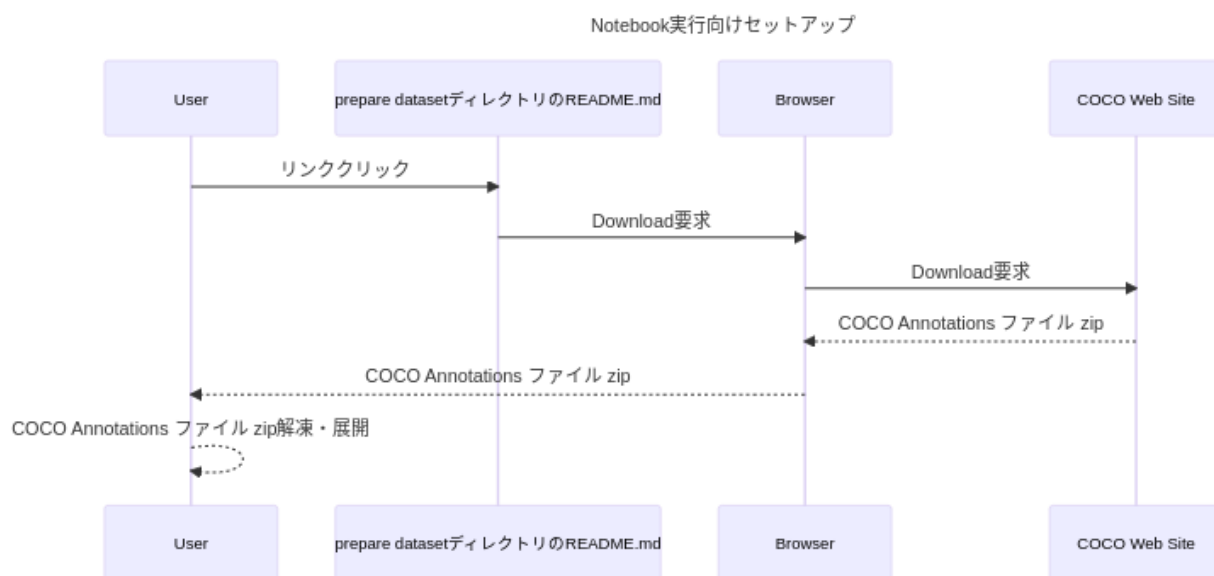 Notebook実行向けセットアップ
User
prepare datasetディレクトリのREADME.md
Browser
COCO Web Site
リンククリック
Download要求
Download要求
COCO Annotations ファイル zip
COCO Annotations ファイル zip
COCO Annotations ファイル zip解凍・展開
User
prepare datasetディレクトリのREADME.md
Browser
COCO Web Site